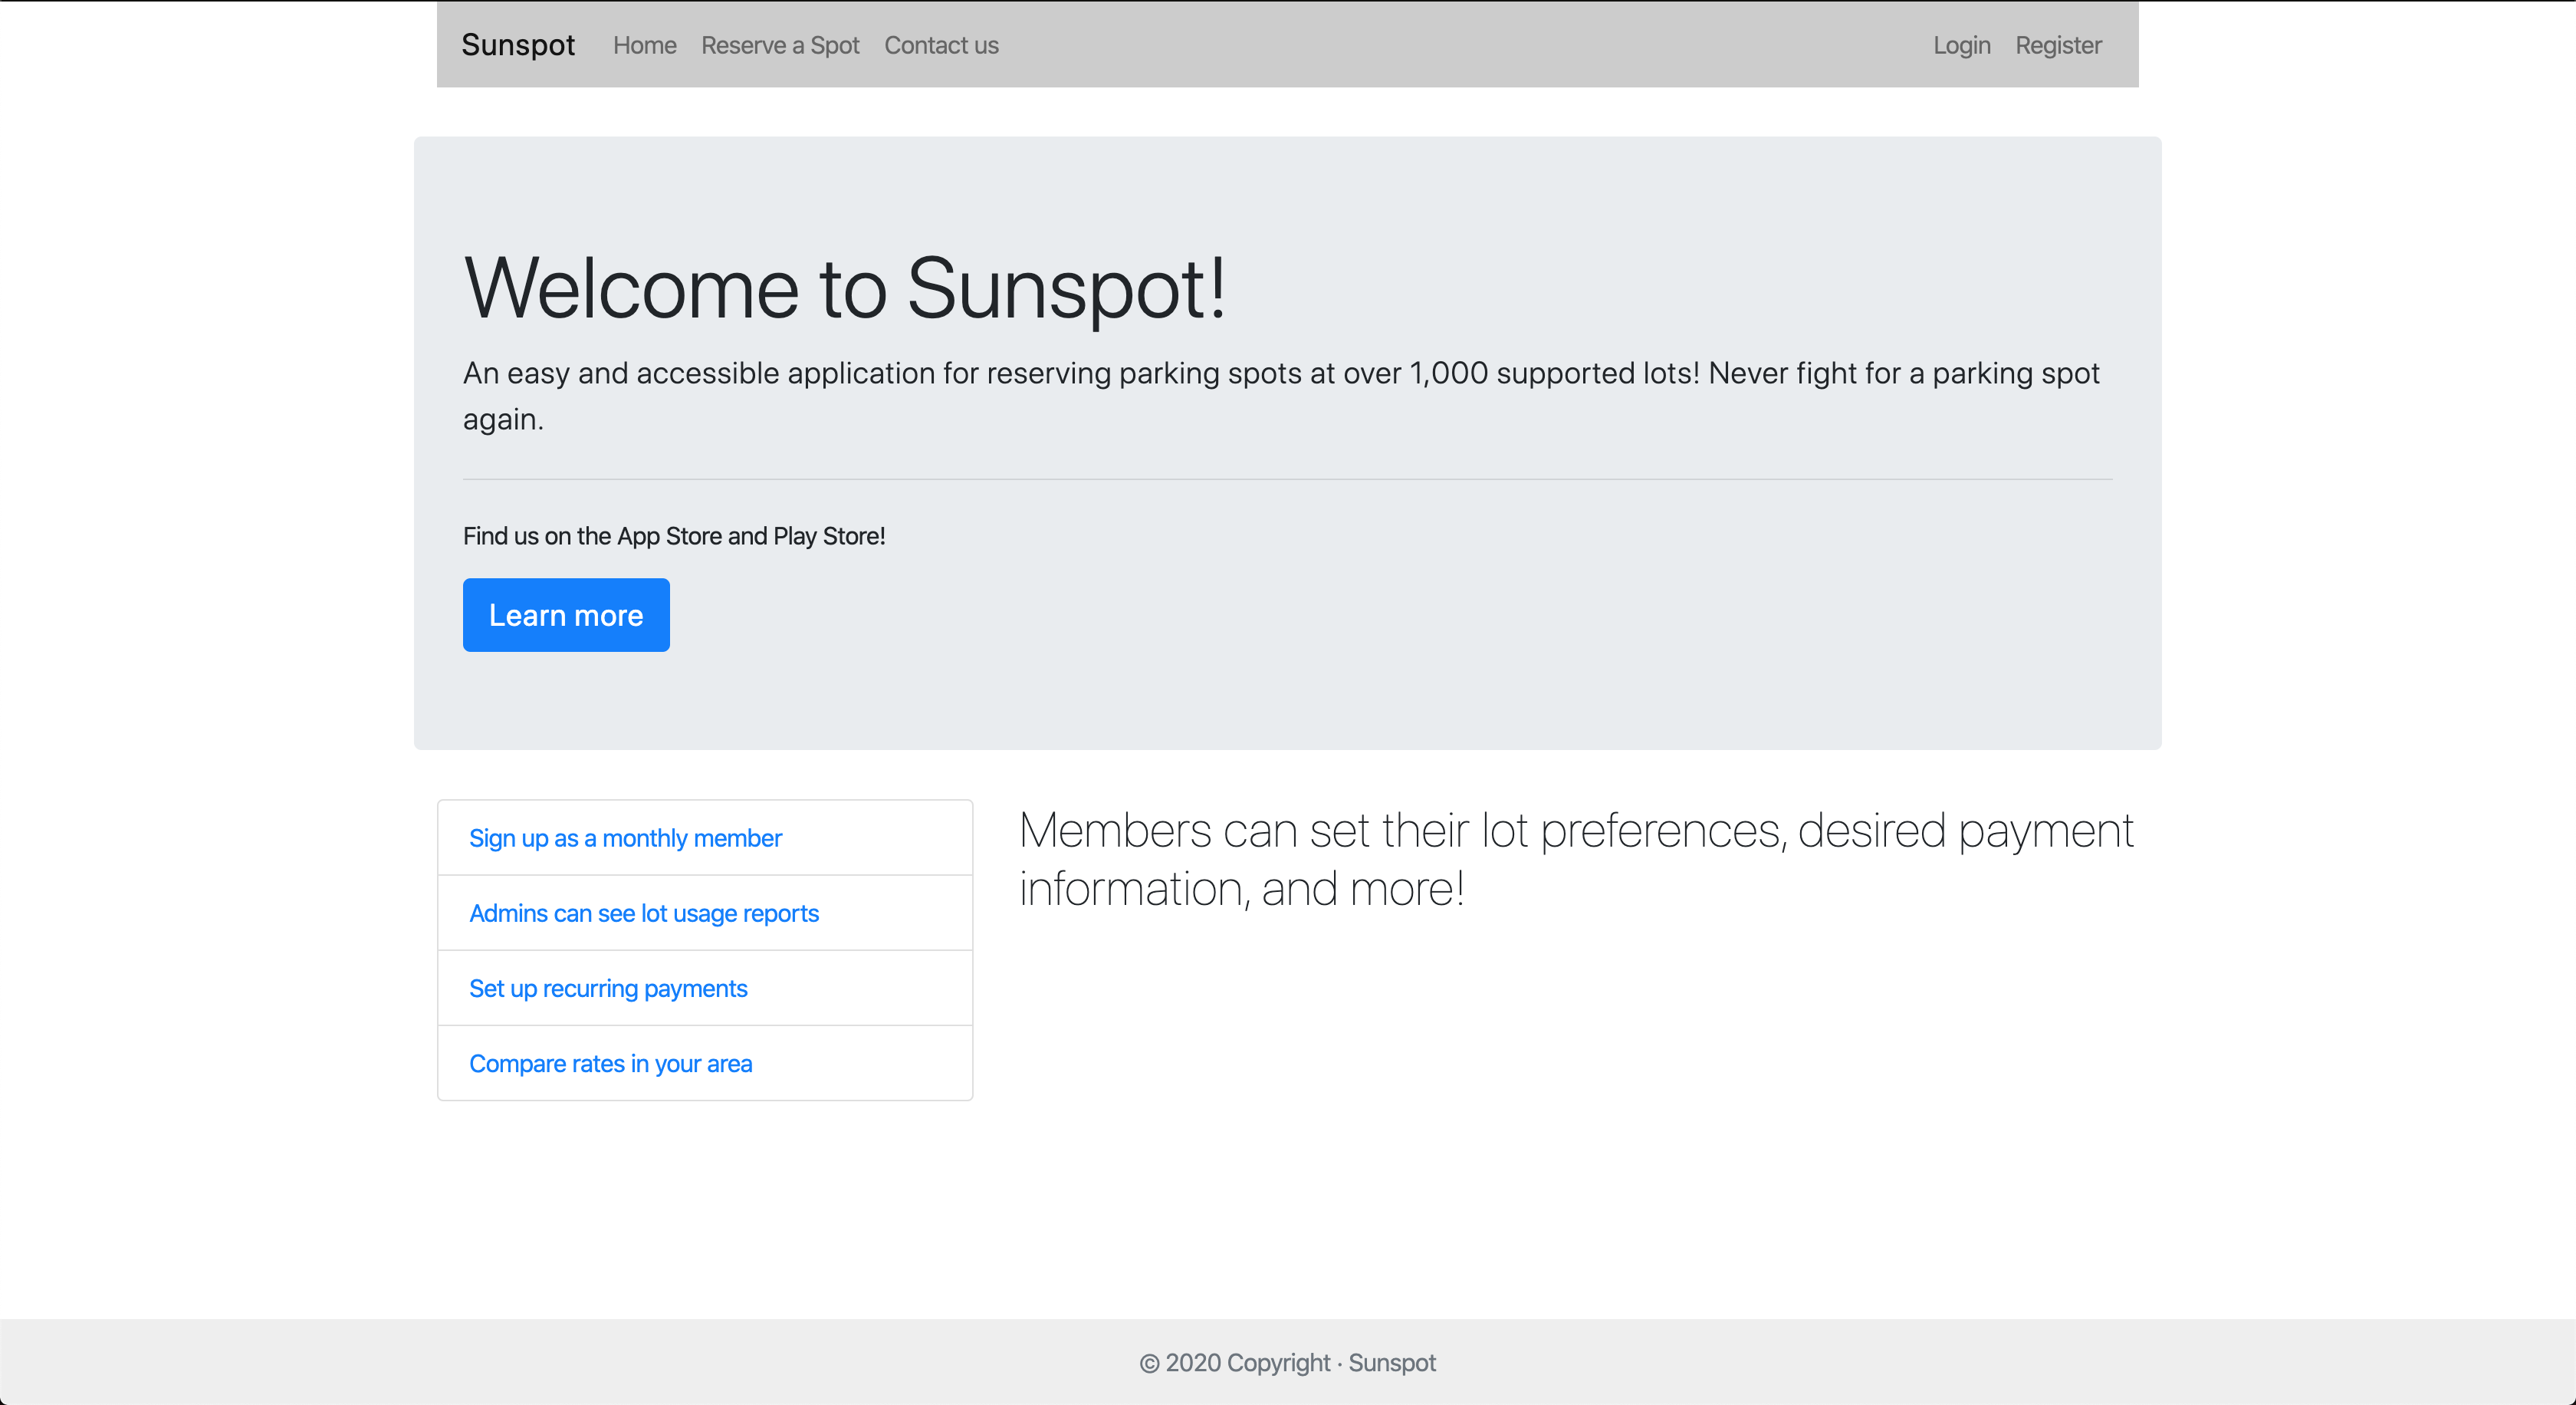 Sunspot Home Reserve a Spot Contact us Login Register
Welcome to Sunspot!
An easy and accessible application for reserving parking spots at over 1,000 supported lots! Never fight for a parking spot
again.
Find us on the App Store and Play Store!
Learn more
Sign up as a monthly member
Admins can see lot usage reports
Set up recurring payments
Compare rates in your area
Members can set their lot preferences, desired payment
information, and more!
© 2020 Copyright · Sunspot